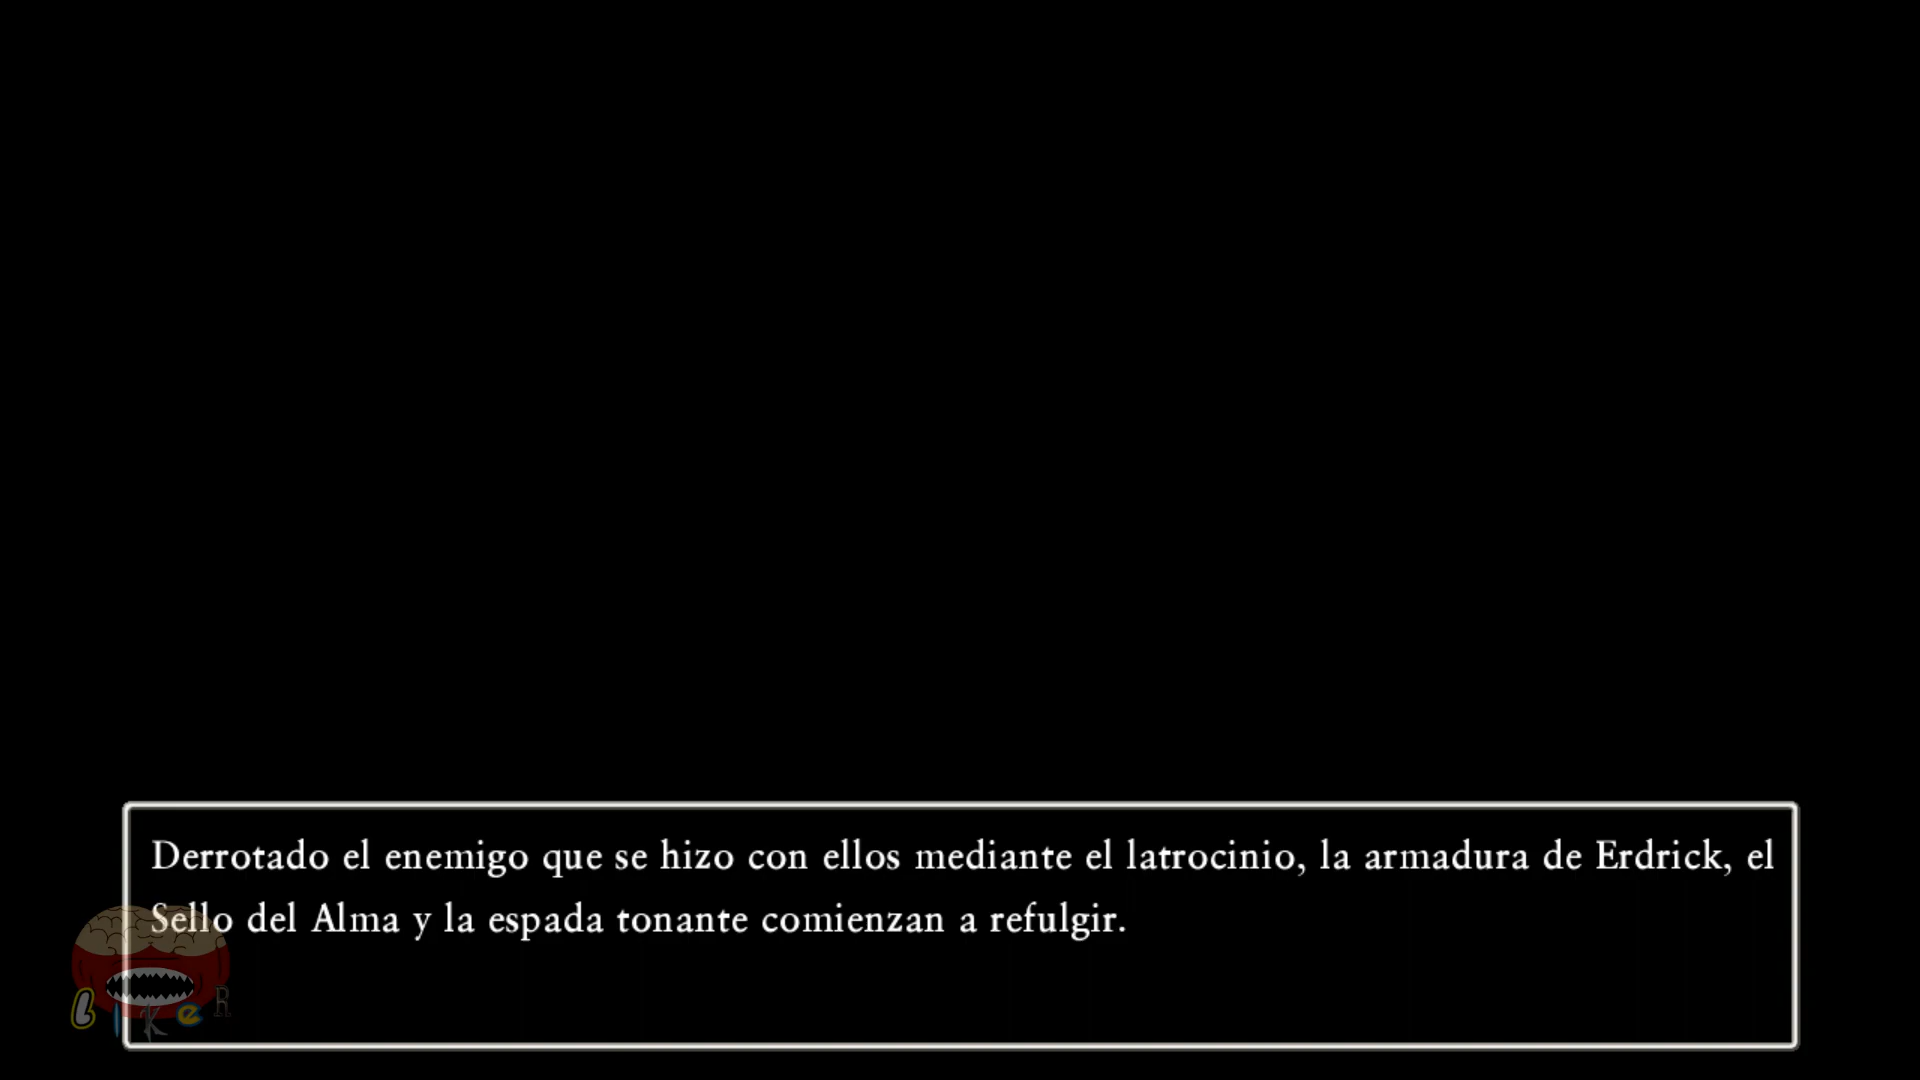 Derrotado el enemigo que se hizo con ellos mediante el latrocinio, la armadura de Erdrick, el
Sello del Alma y la espada tonante comienzan a refulgir.
LIKeR